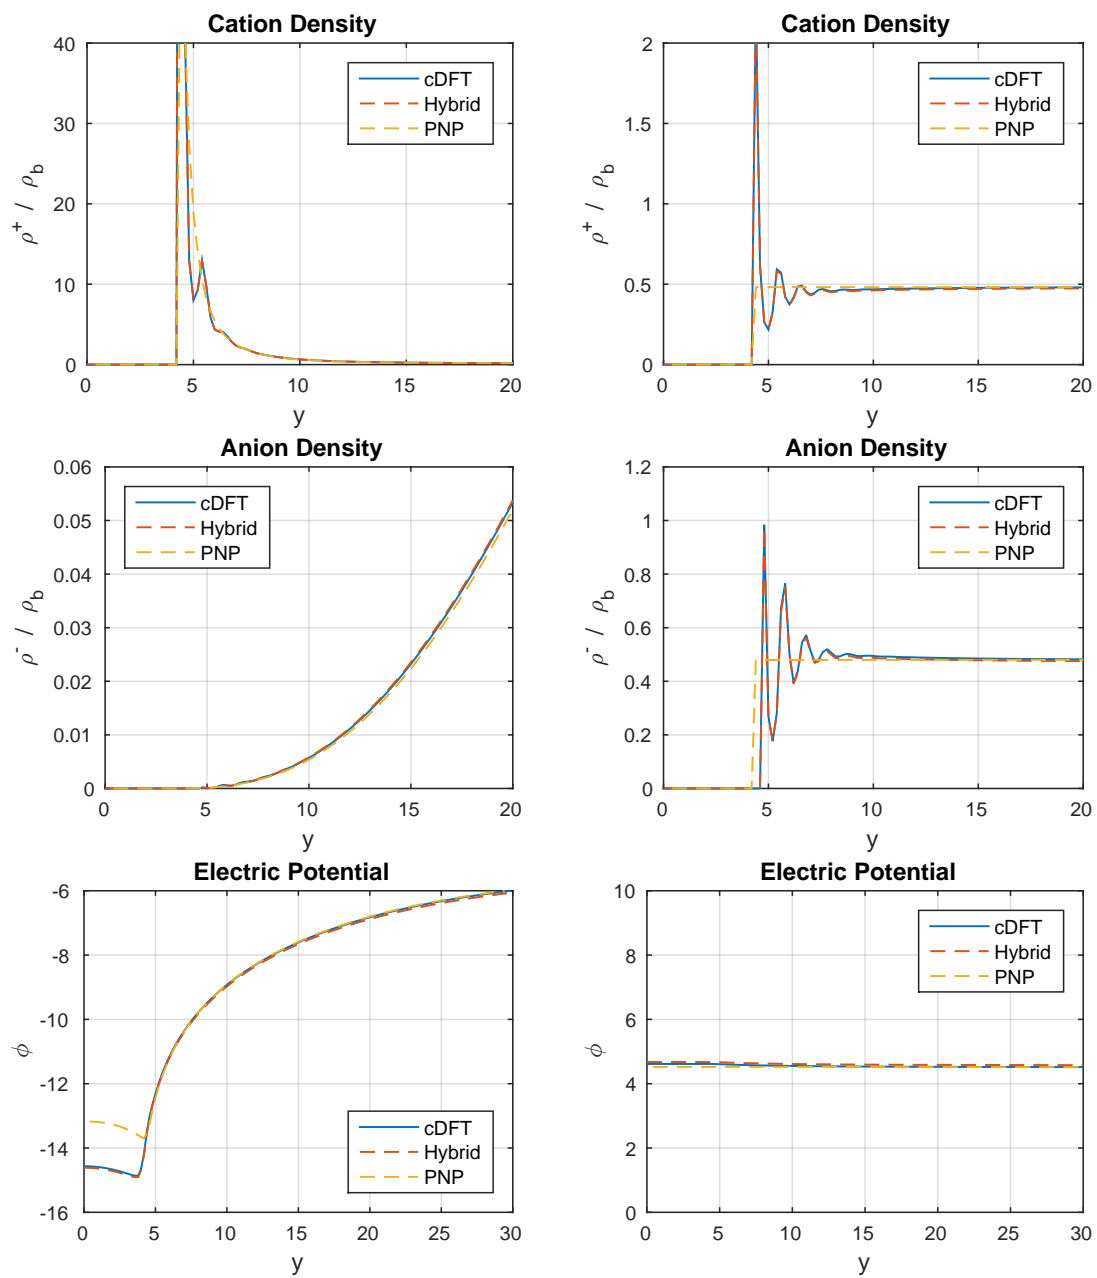 Cation Density
40
30
20
10
0
0 5 10 15 20
ρ+ / ρb
y
cDFT
Hybrid
PNP
Cation Density
2
1.5
1
0.5
0
0 5 10 15 20
ρ+ / ρb
y
cDFT
Hybrid
PNP
Anion Density
0.06
0.05
0.04
0.03
0.02
0.01
0
0 5 10 15 20
ρ- / ρb
y
cDFT
Hybrid
PNP
Anion Density
1.2
1
0.8
0.6
0.4
0.2
0
0 5 10 15 20
ρ- / ρb
y
cDFT
Hybrid
PNP
Electric Potential
-6
-8
-10
-12
-14
-16
0 5 10 15 20 25 30
ϕ
y
cDFT
Hybrid
PNP
Electric Potential
10
8
6
4
2
0
0 5 10 15 20 25 30
ϕ
y
cDFT
Hybrid
PNP